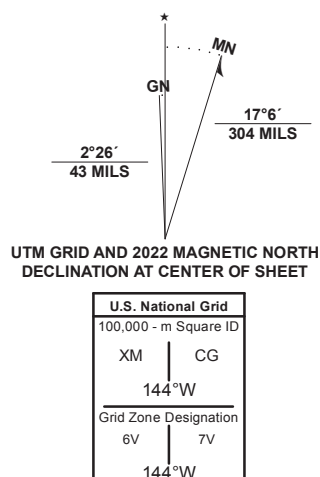 ★
MN
GN
17°6´
304 MILS
2°26´
43 MILS
UTM GRID AND 2022 MAGNETIC NORTH
DECLINATION AT CENTER OF SHEET
U.S. National Grid
100,000 - m Square ID
XM CG
144°W
Grid Zone Designation
6V 7V
144°W